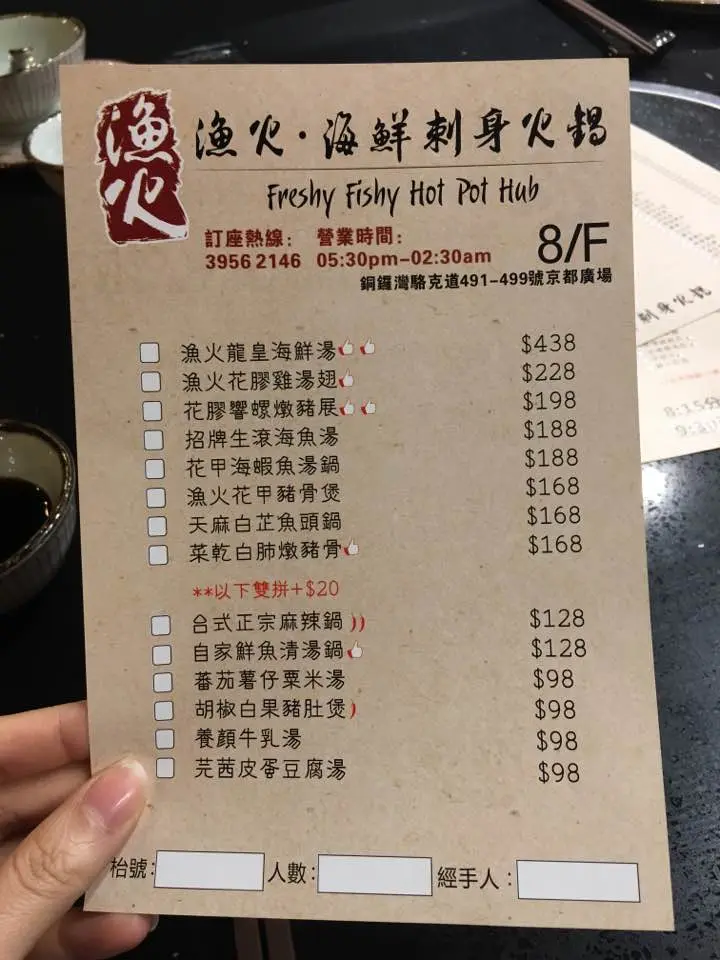 漁火
漁火·海鮮刺身火鍋
Freshy Fishy Hot Pot Hub
訂座熱線： 營業時間：
3956 2146 05:30pm-02:30am
8/F
銅鑼灣駱克道491-499號京都廣場
漁火龍皇海鮮湯 $438
漁火花膠雞湯翅 $228
花膠響螺燉豬展 $198
招牌生滾海魚湯 $188
花甲海蝦魚湯鍋 $188
漁火花甲豬骨煲 $168
天麻白芷魚頭鍋 $168
菜乾白肺燉豬骨 $168
**以下雙拼+$20
台式正宗麻辣鍋 $128
自家鮮魚清湯鍋 $128
蕃茄薯仔粟米湯 $98
胡椒白果豬肚煲 $98
養顏牛乳湯 $98
芫茜皮蛋豆腐湯 $98
枱號： 人數： 經手人：
刺身火鍋
8:15分